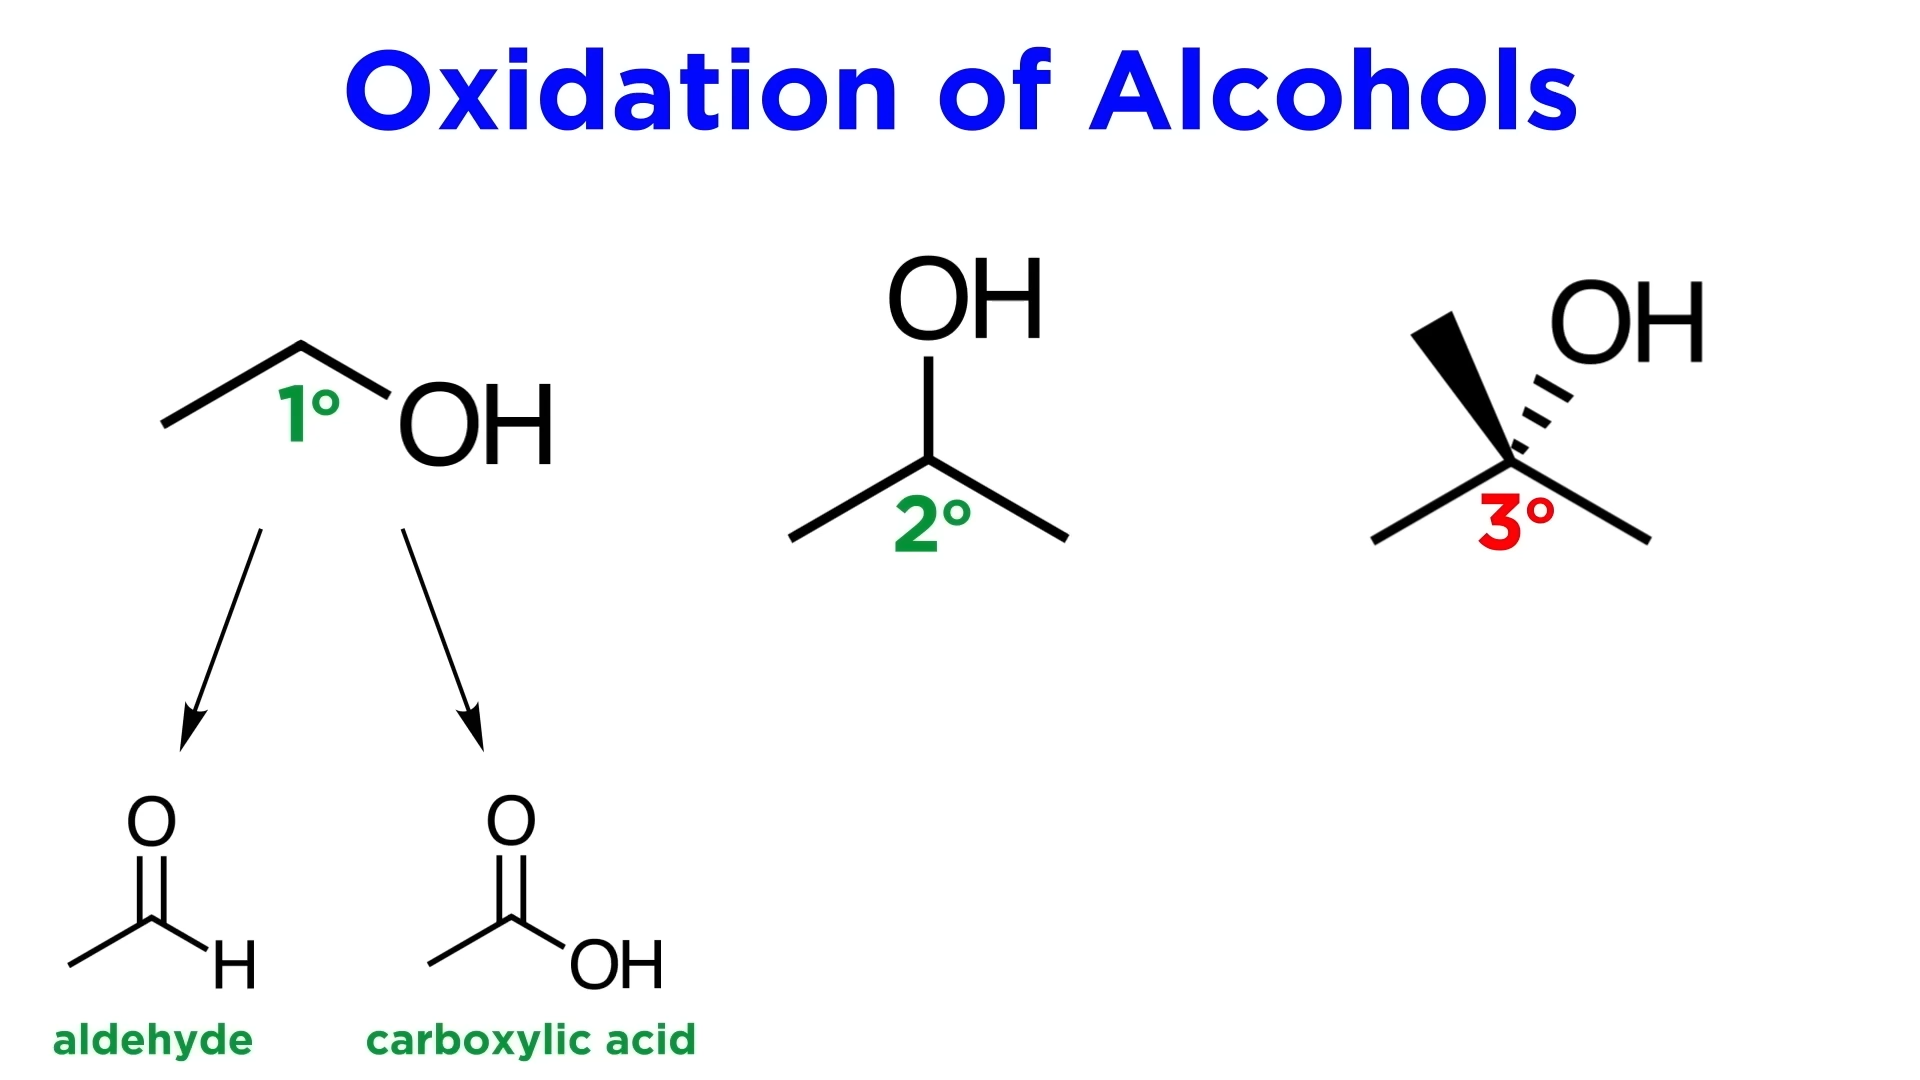 Oxidation of Alcohols
OH
1°
OH
2°
OH
3°
O
H
aldehyde
O
OH
carboxylic acid